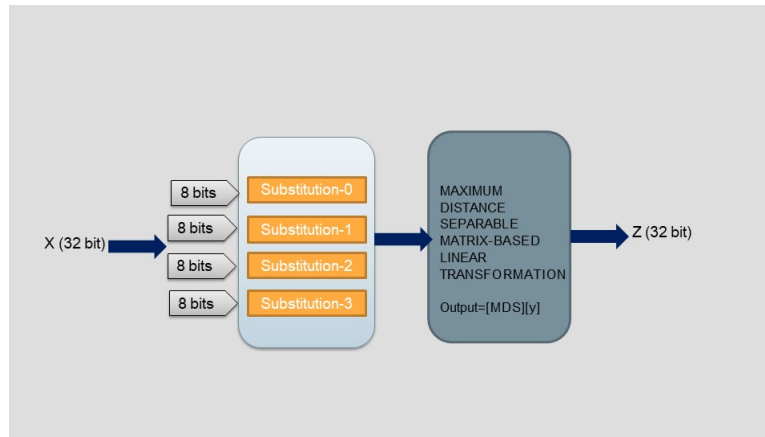 X (32 bit)
8 bits
8 bits
8 bits
8 bits
Substitution-0
Substitution-1
Substitution-2
Substitution-3
MAXIMUM
DISTANCE
SEPARABLE
MATRIX-BASED
LINEAR
TRANSFORMATION
Output=[MDS][y]
Z (32 bit)